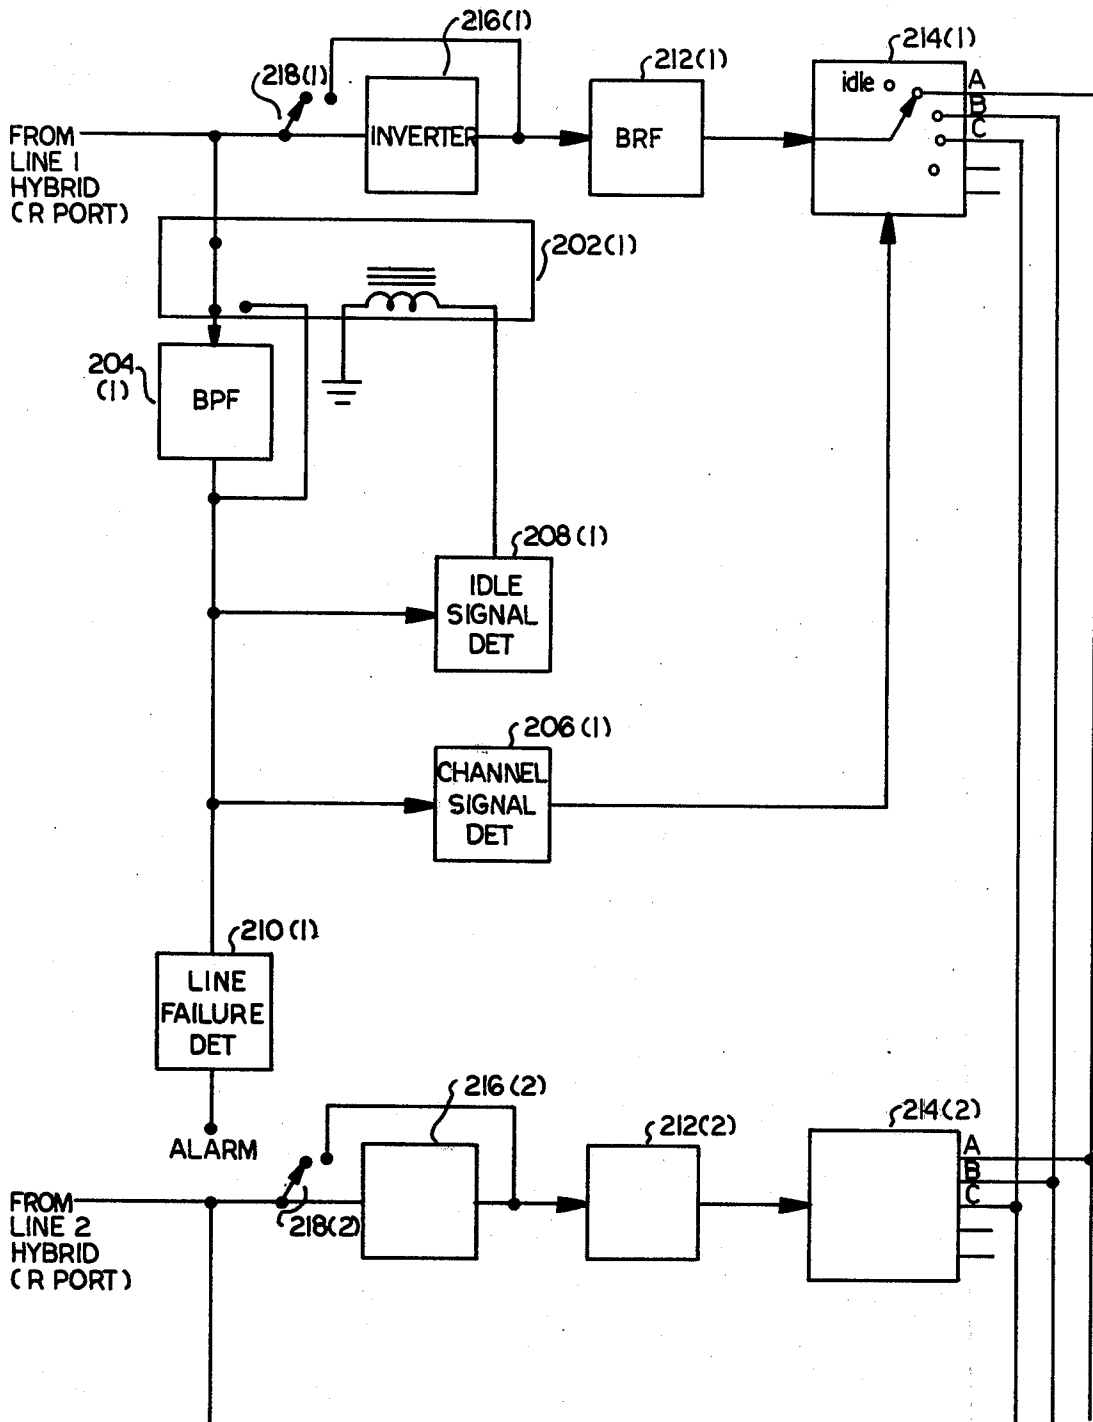 216(1)
218(1)
212(1)
214(1)
idle
A
B
C
FROM
LINE 1
HYBRID
(R PORT)
INVERTER
BRF
202(1)
204
(1)
BPF
208(1)
IDLE
SIGNAL
DET
206(1)
CHANNEL
SIGNAL
DET
210(1)
LINE
FAILURE
DET
ALARM
216(2)
212(2)
214(2)
A
B
C
FROM
LINE 2
HYBRID
(R PORT)
218(2)